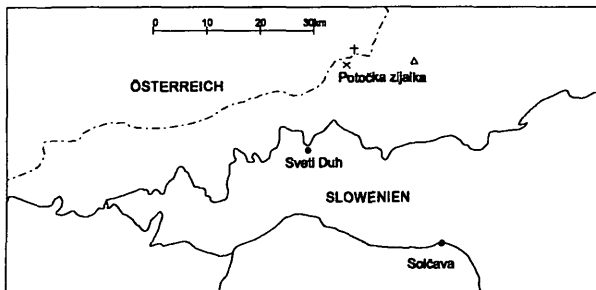 0 10 20 30km
ÖSTERREICH
Potočka zijalka
Sveti Duh
SLOWENIEN
Solčava